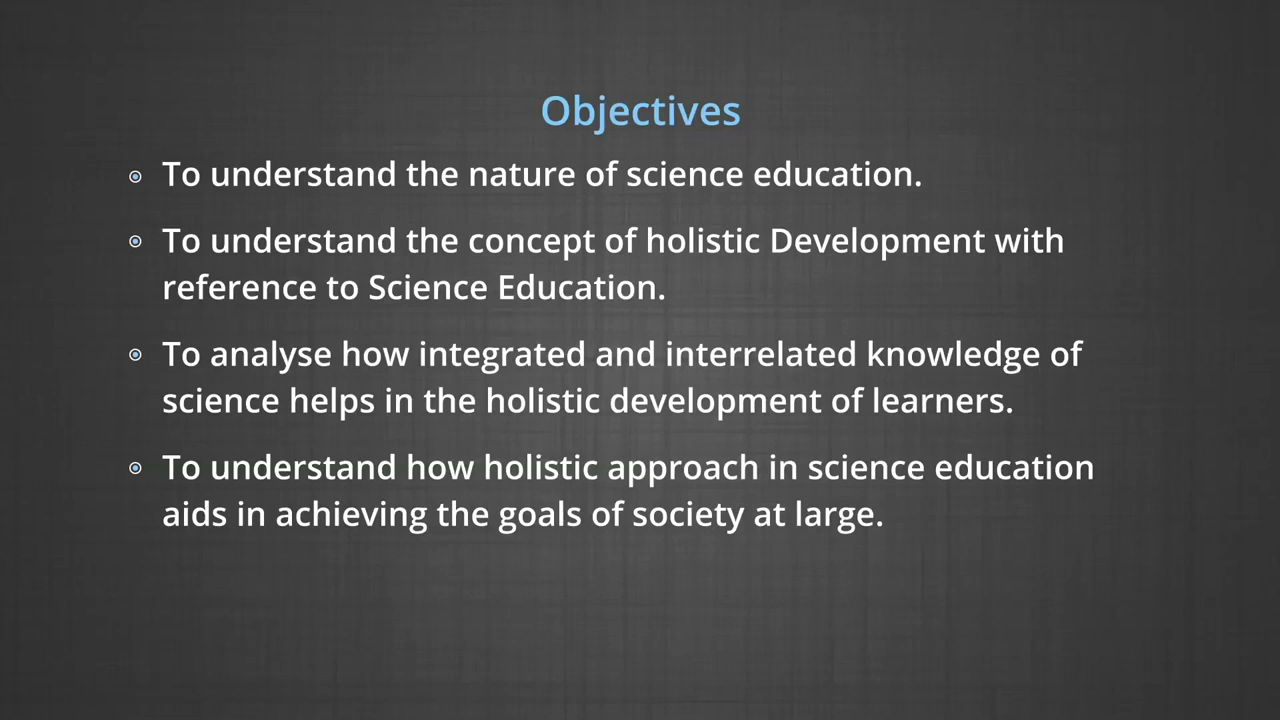 Objectives
To understand the nature of science education.
To understand the concept of holistic Development with
reference to Science Education.
To analyse how integrated and interrelated knowledge of
science helps in the holistic development of learners.
To understand how holistic approach in science education
aids in achieving the goals of society at large.